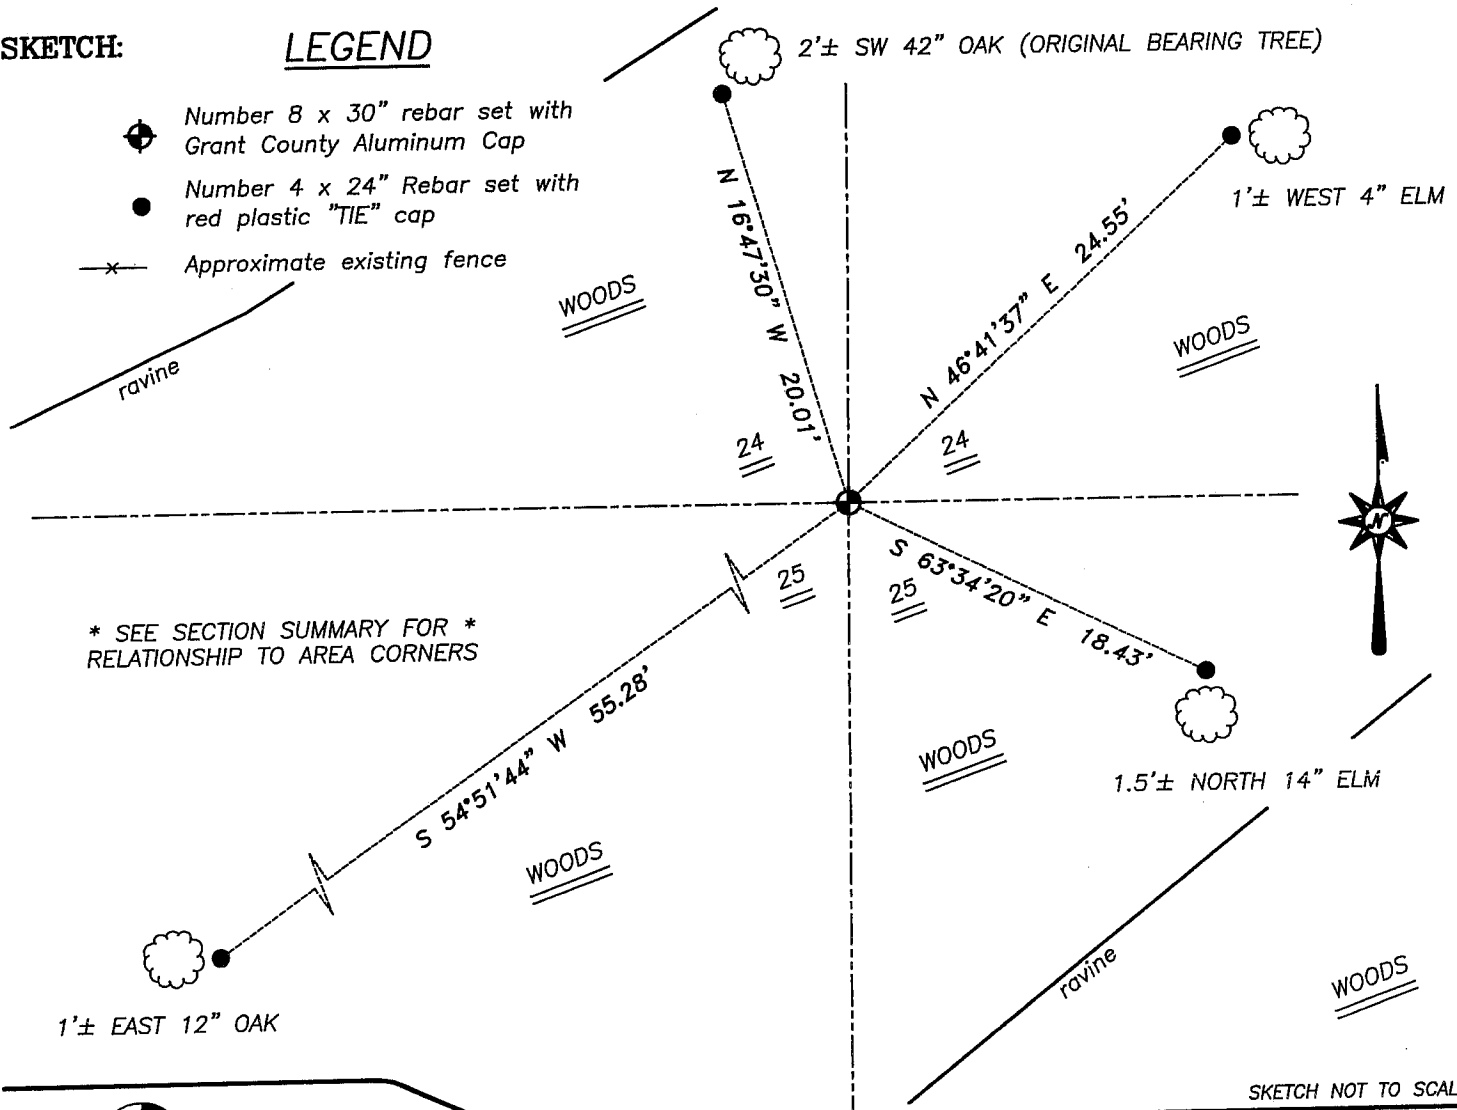 SKETCH:
LEGEND
Number 8 x 30" rebar set with
Grant County Aluminum Cap
Number 4 x 24" Rebar set with
red plastic "TIE" cap
Approximate existing fence
2'± SW 42" OAK (ORIGINAL BEARING TREE)
1'± WEST 4" ELM
N 16°47'30" W 20.01'
N 46°41'37" E 24.55'
WOODS
WOODS
ravine
24
24
N
25
25
S 63°34'20" E 18.43'
* SEE SECTION SUMMARY FOR *
RELATIONSHIP TO AREA CORNERS
S 54°51'44" W 55.28'
WOODS
1.5'± NORTH 14" ELM
WOODS
ravine
WOODS
1'± EAST 12" OAK
SKETCH NOT TO SCAL